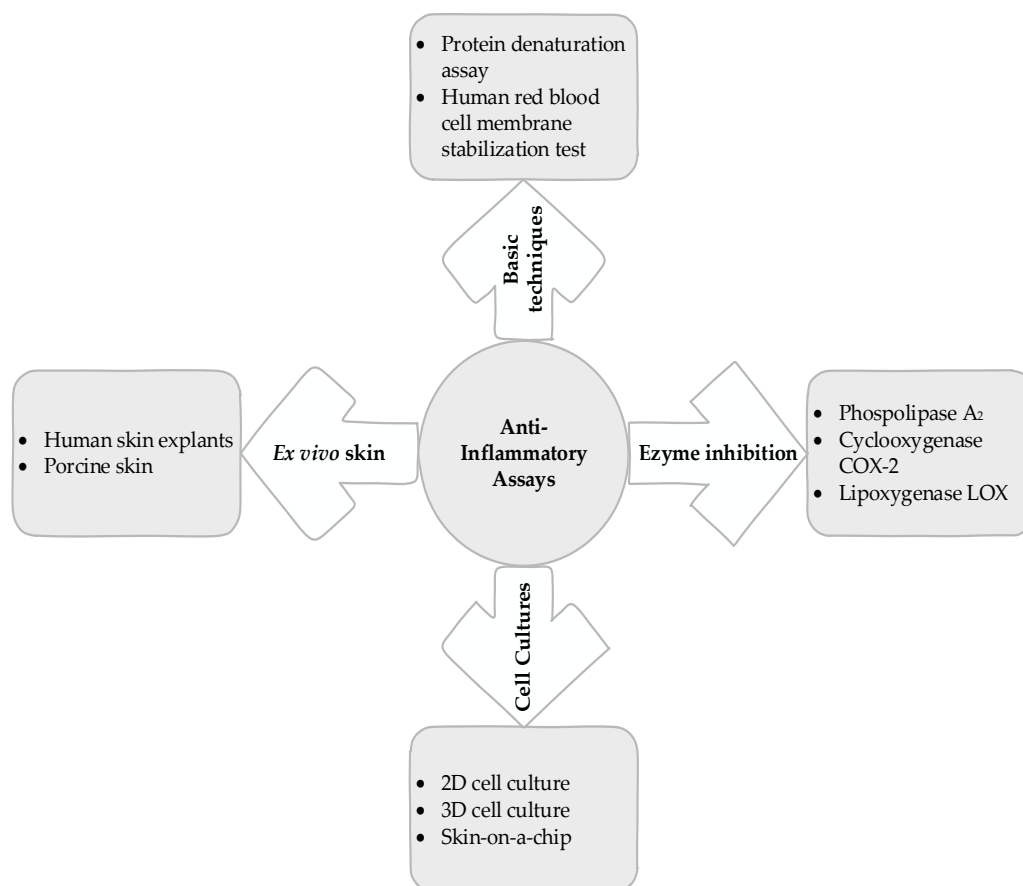 • Protein denaturation
assay
• Human red blood
cell membrane
stabilization test
Basic
techniques
• Human skin explants
• Porcine skin
Ex vivo skin
Anti-
Inflammatory
Assays
Enzyme inhibition
• Phospolipase A₂
• Cyclooxygenase
COX-2
• Lipoxygenase LOX
Cell Cultures
• 2D cell culture
• 3D cell culture
• Skin-on-a-chip